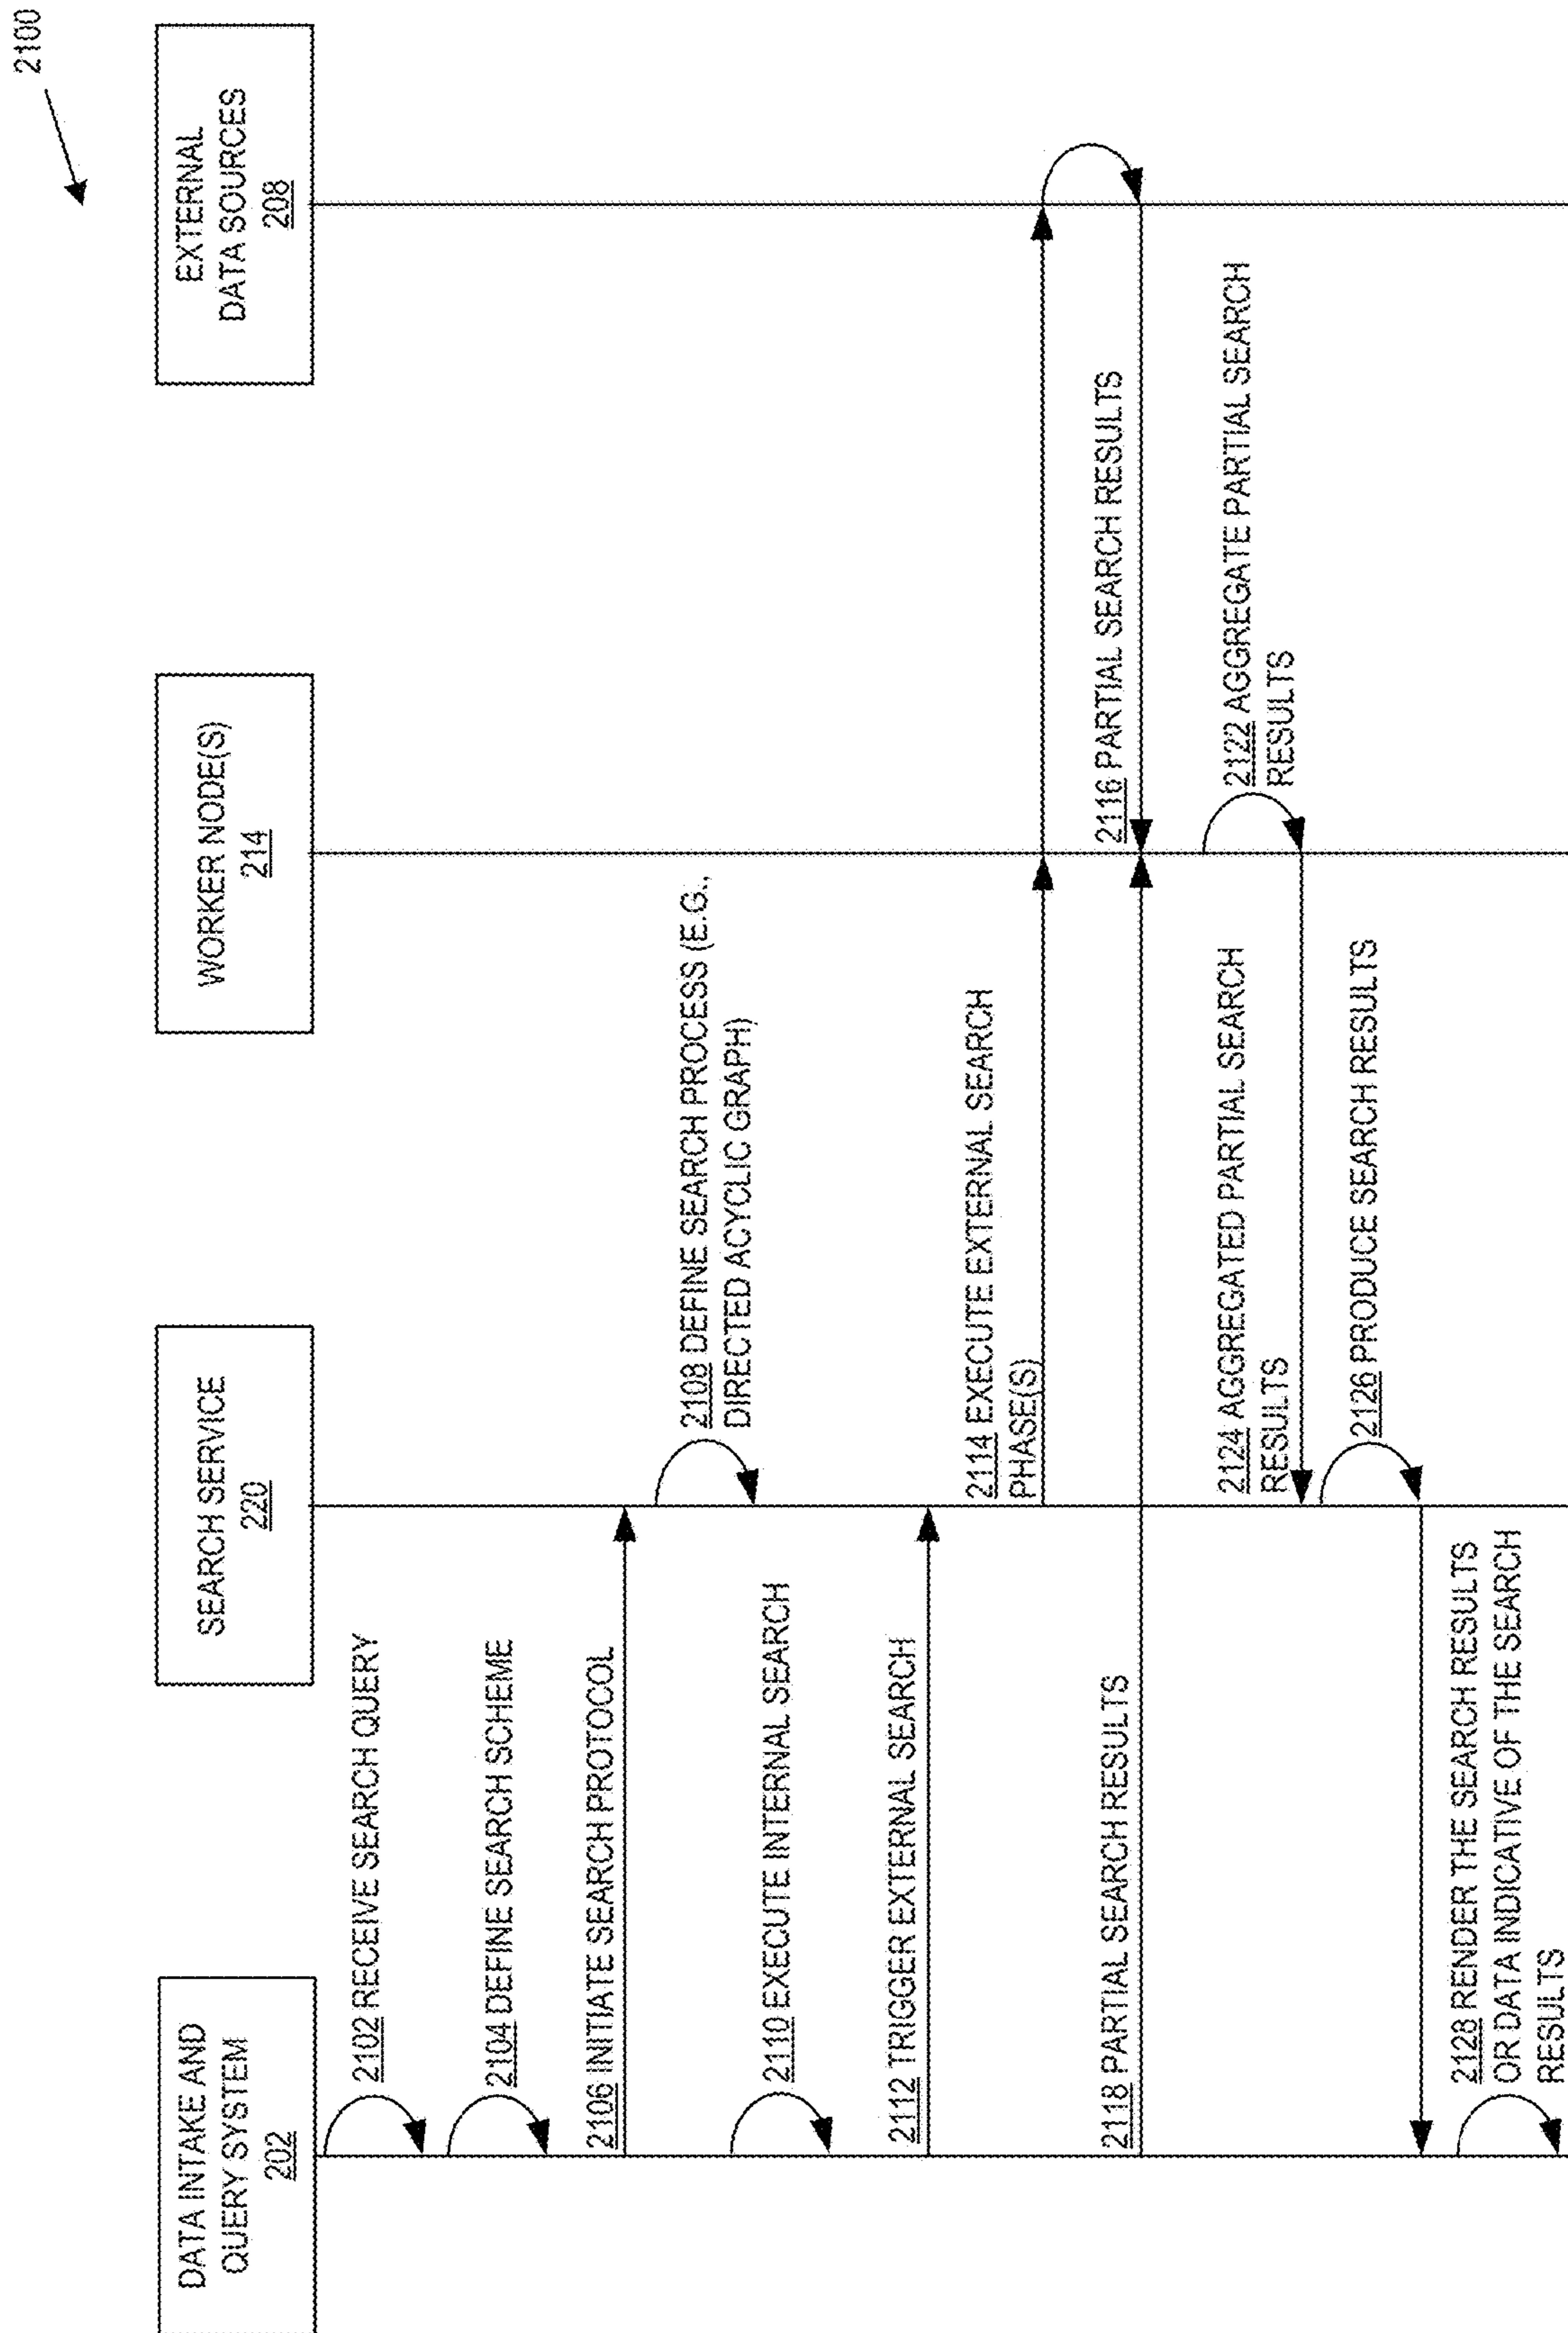 2100
DATA INTAKE AND
QUERY SYSTEM
202
SEARCH SERVICE
220
WORKER NODE(S)
214
EXTERNAL
DATA SOURCES
208
2102 RECEIVE SEARCH QUERY
2104 DEFINE SEARCH SCHEME
2106 INITIATE SEARCH PROTOCOL
2108 DEFINE SEARCH PROCESS (E.G.,
DIRECTED ACYCLIC GRAPH)
2110 EXECUTE INTERNAL SEARCH
2112 TRIGGER EXTERNAL SEARCH
2114 EXECUTE EXTERNAL SEARCH
PHASE(S)
2116 PARTIAL SEARCH RESULTS
2118 PARTIAL SEARCH RESULTS
2122 AGGREGATE PARTIAL SEARCH
RESULTS
2124 AGGREGATED PARTIAL SEARCH
RESULTS
2126 PRODUCE SEARCH RESULTS
2128 RENDER THE SEARCH RESULTS
OR DATA INDICATIVE OF THE SEARCH
RESULTS